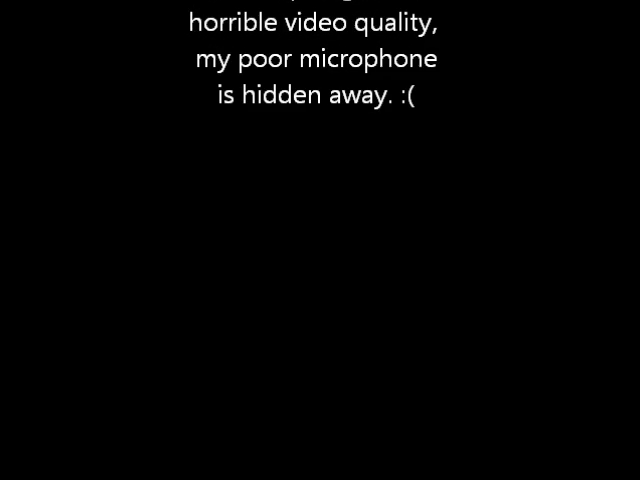 horrible video quality,
my poor microphone
is hidden away. :(